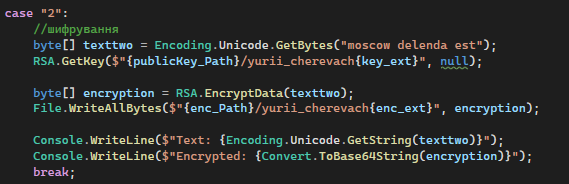 case "2":
//шифрування
byte[] texttwo = Encoding.Unicode.GetBytes("moscow delenda est");
RSA.GetKey($"{publicKey_Path}/yurii_cherevach{key_ext}", null);
byte[] encryption = RSA.EncryptData(texttwo);
File.WriteAllBytes($"{enc_Path}/yurii_cherevach{enc_ext}", encryption);
Console.WriteLine($"Text: {Encoding.Unicode.GetString(texttwo)}");
Console.WriteLine($"Encrypted: {Convert.ToBase64String(encryption)}");
break;